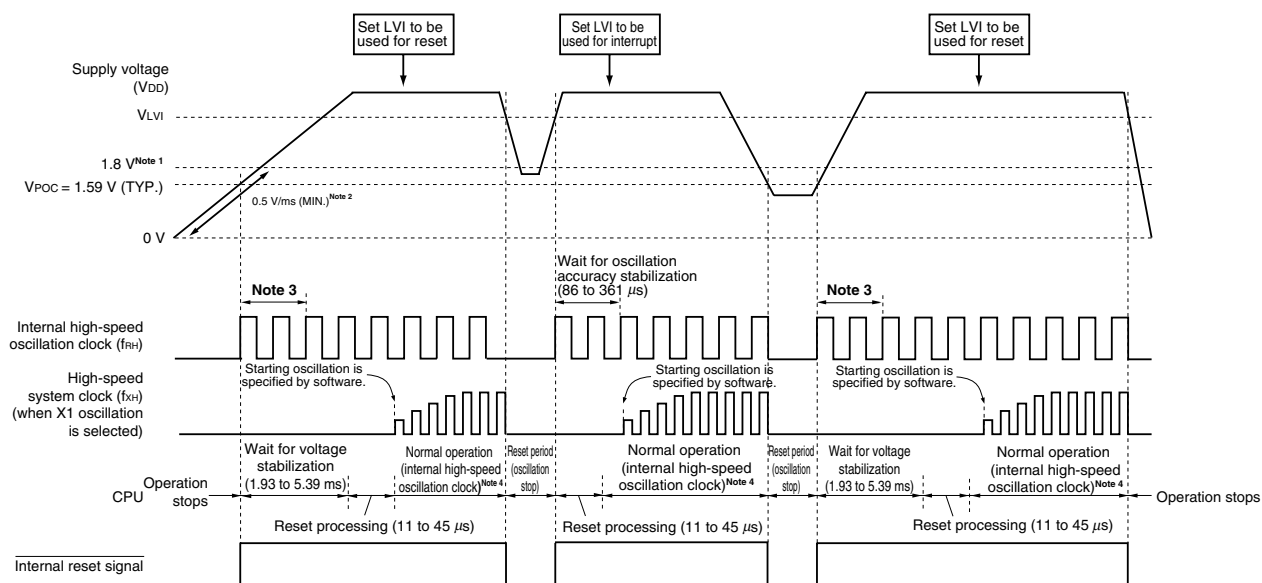 Set LVI to be
used for reset
Set LVI to be
used for interrupt
Set LVI to be
used for reset
Supply voltage
(VDD)
VLVI
1.8 V Note 1
VPOC = 1.59 V (TYP.)
0.5 V/ms (MIN.) Note 2
0 V
Wait for oscillation
accuracy stabilization
(86 to 361 μs)
Note 3
Note 3
Internal high-speed
oscillation clock (fRH)
Starting oscillation is
specified by software.
Starting oscillation is
specified by software.
Starting oscillation is
specified by software.
High-speed
system clock (fXH)
(when X1 oscillation
is selected)
Wait for voltage
stabilization
(1.93 to 5.39 ms)
Normal operation
(internal high-speed
oscillation clock) Note 4
Reset period
(oscillation
stop)
Normal operation
(internal high-speed
oscillation clock) Note 4
Reset period
(oscillation
stop)
Wait for voltage
stabilization
(1.93 to 5.39 ms)
Normal operation
(internal high-speed
oscillation clock) Note 4
CPU
Operation
stops
Operation stops
Reset processing (11 to 45 μs)
Reset processing (11 to 45 μs)
Reset processing (11 to 45 μs)
Internal reset signal